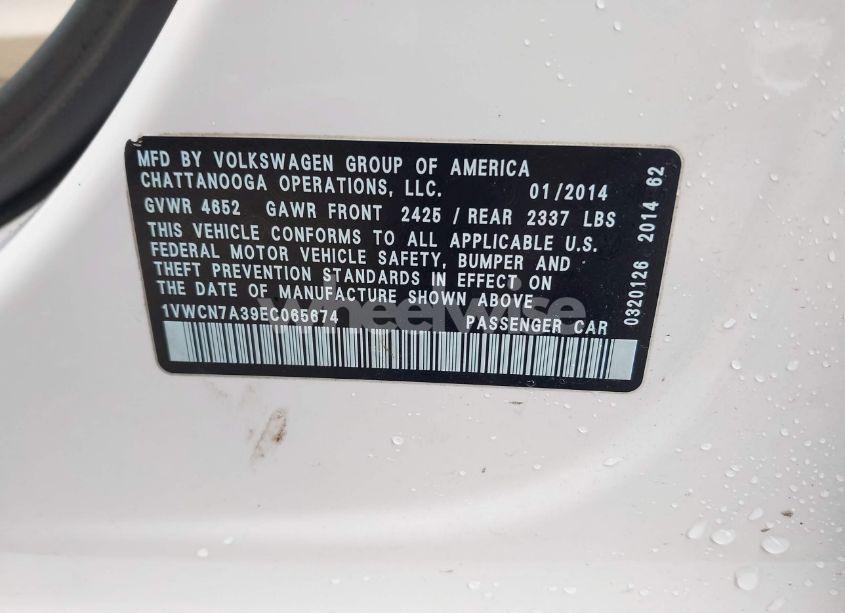 MFD BY VOLKSWAGEN GROUP OF AMERICA
CHATTANOOGA OPERATIONS, LLC. 01/2014
GVWR 4652 GAWR FRONT 2425 / REAR 2337 LBS
THIS VEHICLE CONFORMS TO ALL APPLICABLE U.S.
FEDERAL MOTOR VEHICLE SAFETY, BUMPER AND
THEFT PREVENTION STANDARDS IN EFFECT ON
THE DATE OF MANUFACTURE SHOWN ABOVE
1VWCN7A39EC065674 PASSENGER CAR
0320126 2014 62
wheelwise